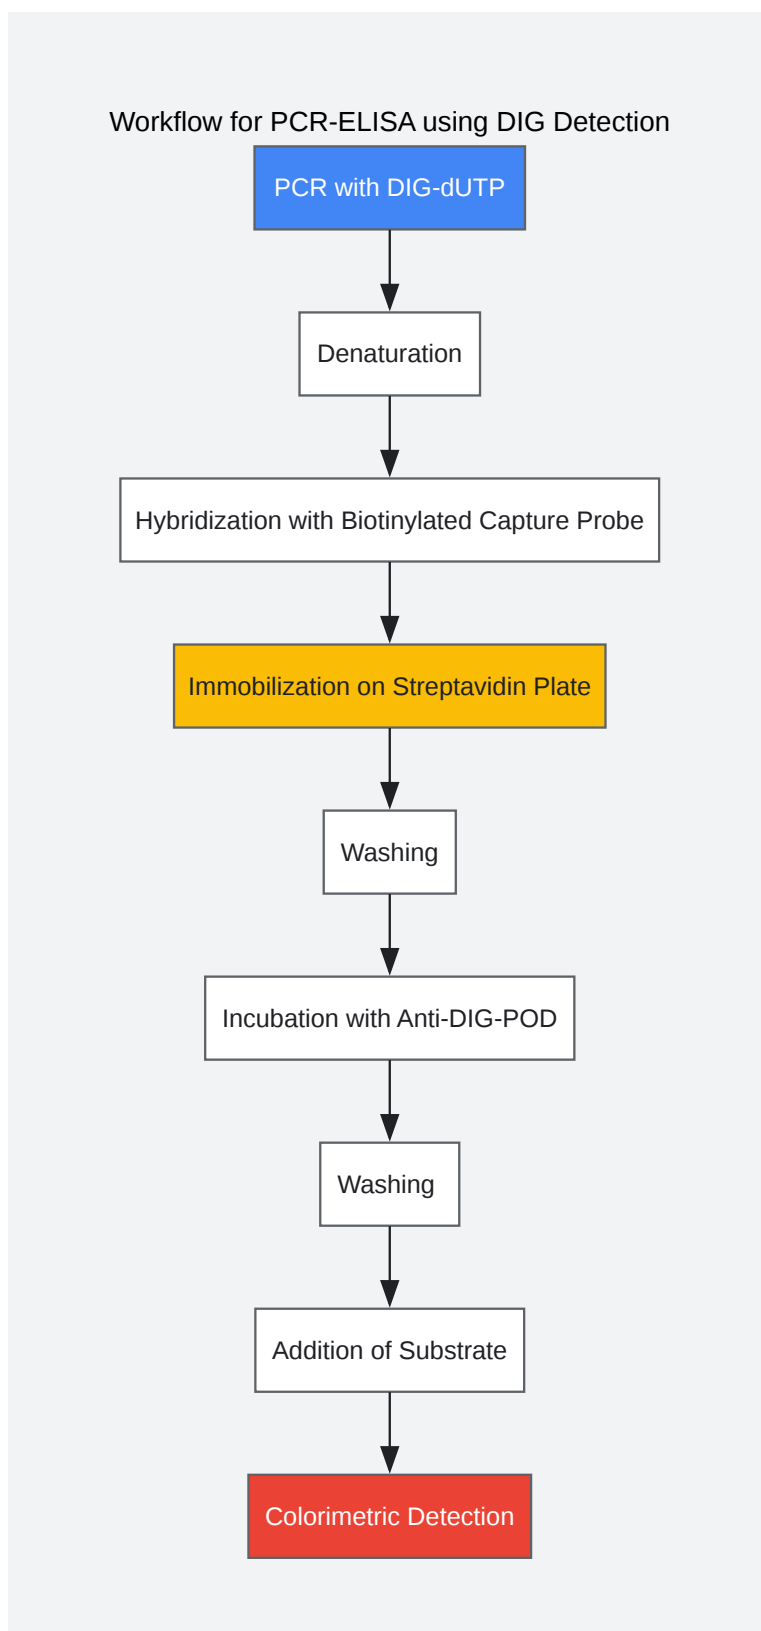 Workflow for PCR-ELISA using DIG Detection
PCR with DIG-dUTP
Denaturation
Hybridization with Biotinylated Capture Probe
Immobilization on Streptavidin Plate
Washing
Incubation with Anti-DIG-POD
Washing
Addition of Substrate
Colorimetric Detection